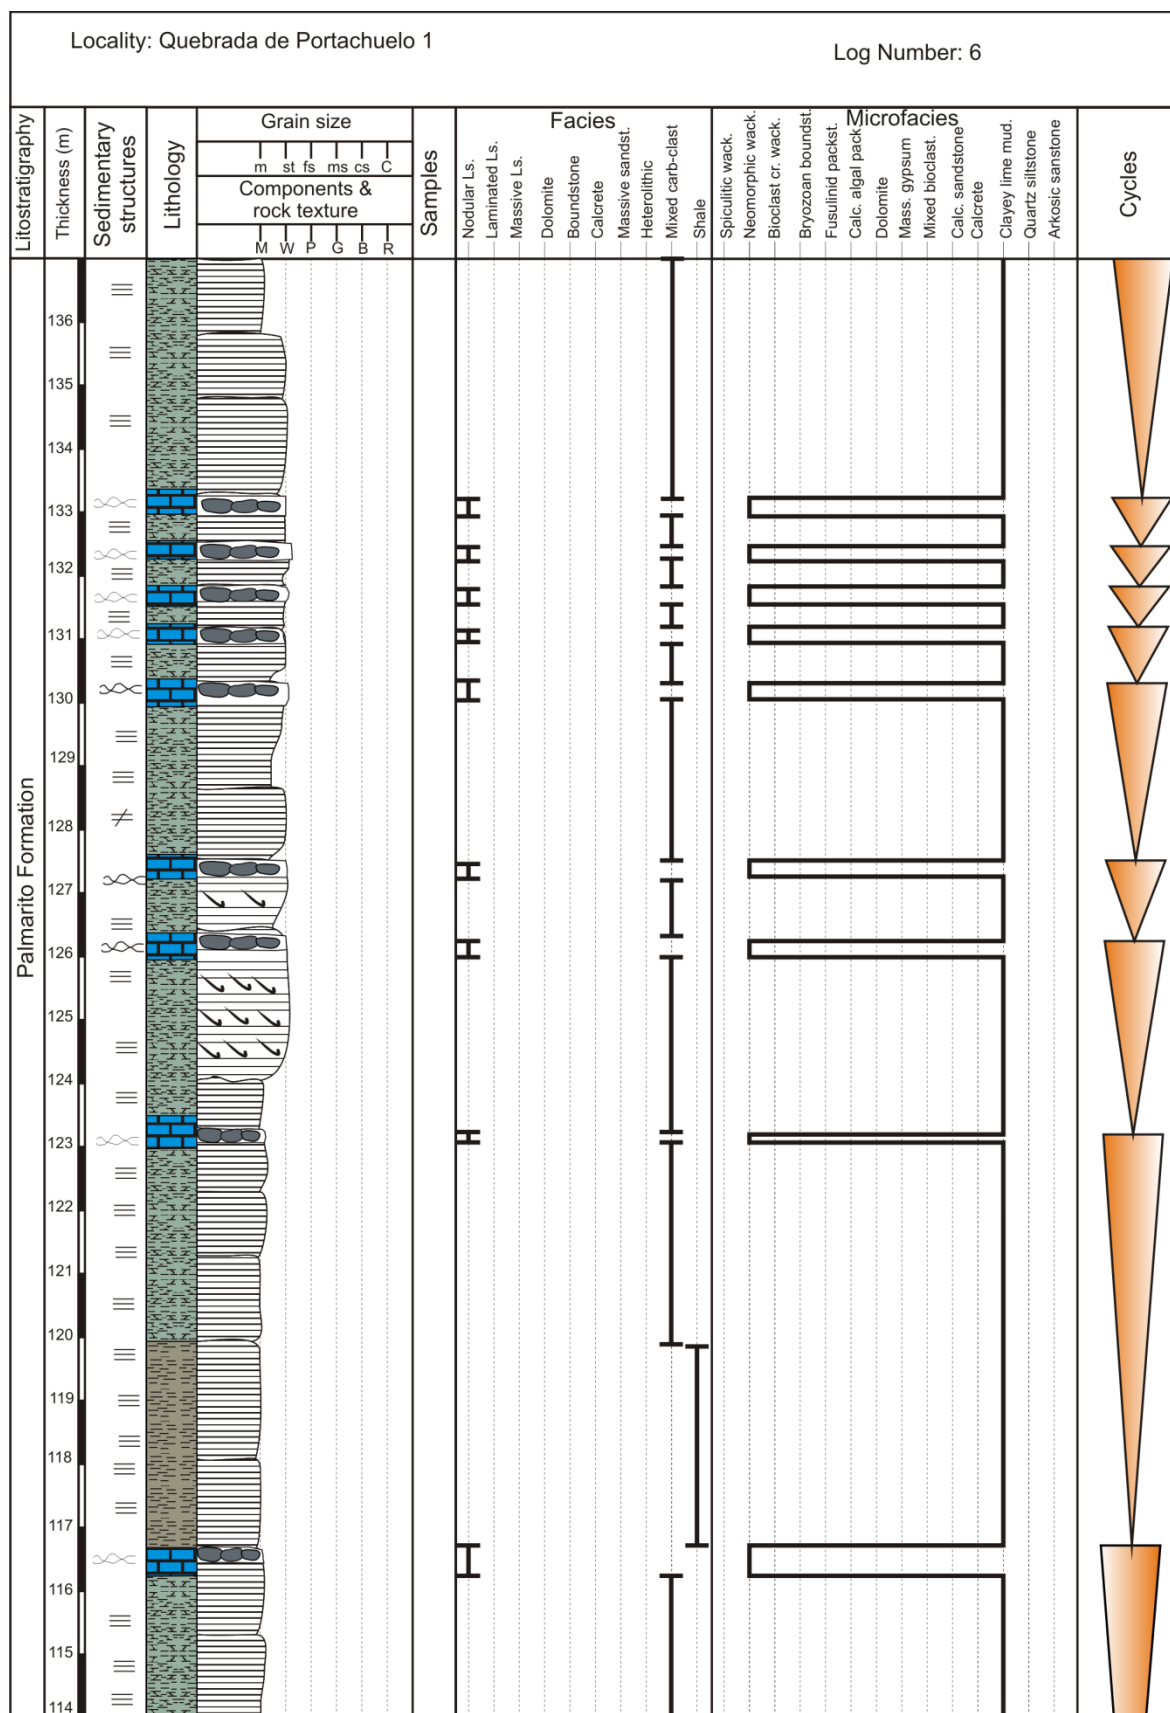 Locality: Quebrada de Portachuelo 1
Log Number: 6
Litostratigraphy
Thickness (m)
Sedimentary
structures
Lithology
Grain size
m st fs ms cs C
Components &
rock texture
M W P G B R
Samples
Facies
Nodular Ls.
Laminated Ls.
Massive Ls.
Dolomite
Boundstone
Calcrete
Massive sandst.
Heterolithic
Mixed carb-clast
Shale
Microfacies
Spiculitic wack.
Neomorphic wack.
Bioclast cr. wack.
Bryozoan boundst.
Fusulinid packst.
Calc. algal pack
Dolomite
Mass. gypsum
Mixed bioclast.
Calc. sandstone
Calcrete
Clayey lime mud.
Quartz siltstone
Arkosic sanstone
Cycles
Palmarito Formation
136
135
134
133
132
131
130
129
128
127
126
125
124
123
122
121
120
119
118
117
116
115
114